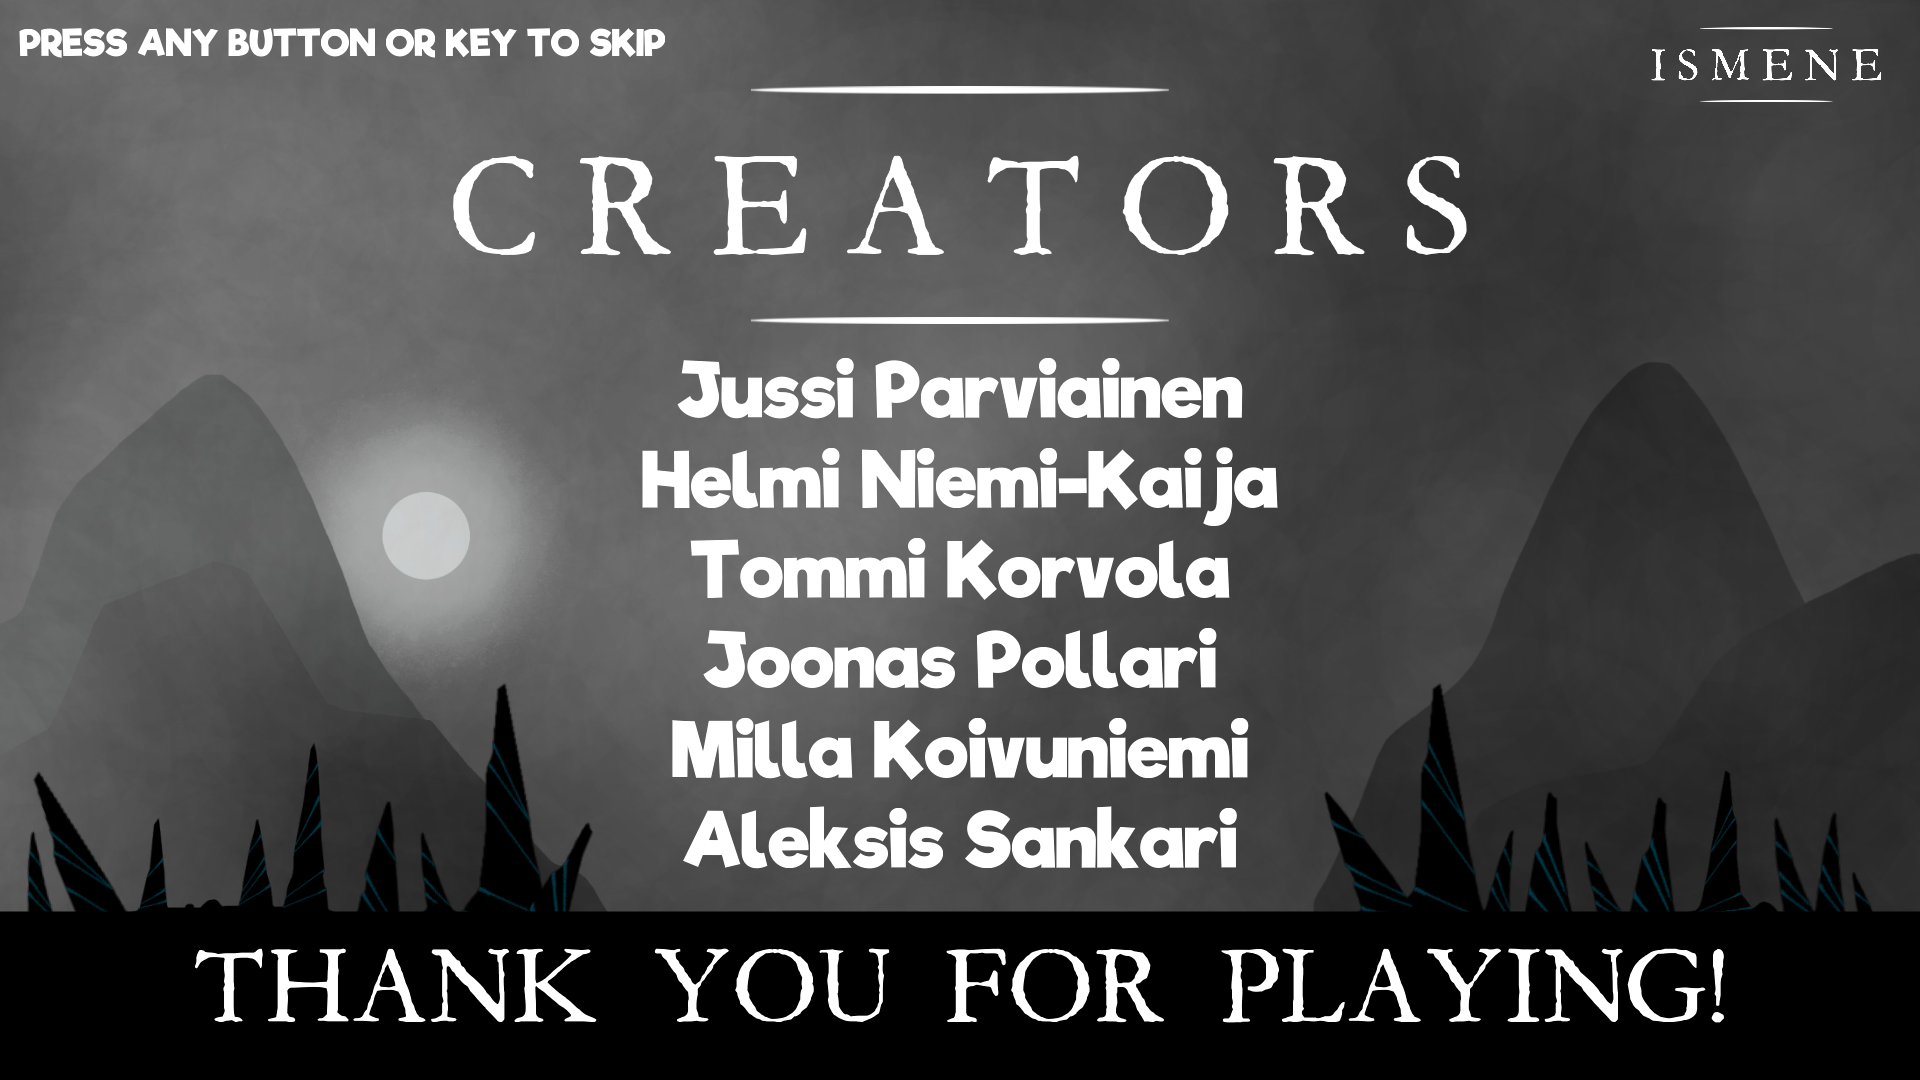 PRESS ANY BUTTON OR KEY TO SKIP
ISMENE
CREATORS
Jussi Parviainen
Helmi Niemi-Kaija
Tommi Korvola
Joonas Pollari
Milla Koivuniemi
Aleksis Sankari
THANK YOU FOR PLAYING!